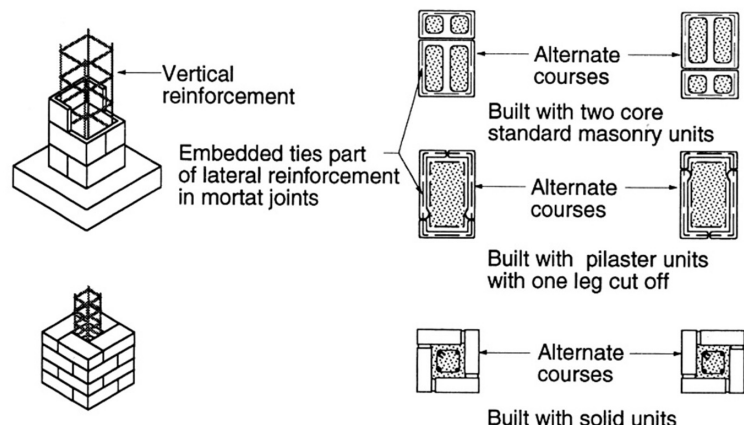 Vertical
reinforcement
Embedded ties part
of lateral reinforcement
in mortat joints
Alternate
courses
Built with two core
standard masonry units
Alternate
courses
Built with pilaster units
with one leg cut off
Alternate
courses
Built with solid units